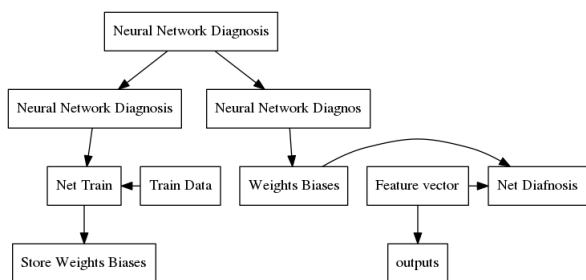 Neural Network Diagnosis
Neural Network Diagnosis
Neural Network Diagnos
Net Train
Train Data
Weights Biases
Feature vector
Net Diafnosis
Store Weights Biases
outputs